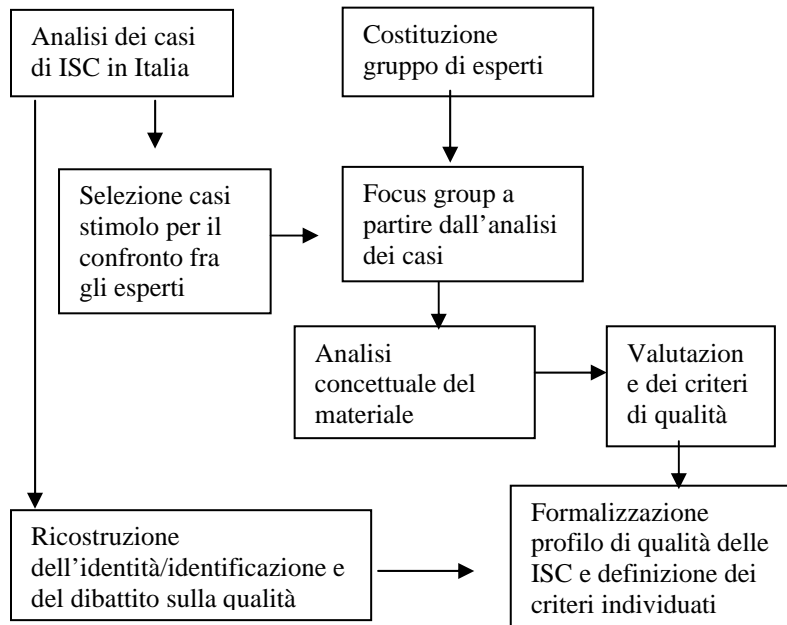 Analisi dei casi
di ISC in Italia
Costituzione
gruppo di esperti
Selezione casi
stimolo per il
confronto fra
gli esperti
Focus group a
partire dall’analisi
dei casi
Analisi
concettuale del
materiale
Valutazion
e dei criteri
di qualità
Ricostruzione
dell’identità/identificazione e
del dibattito sulla qualità
Formalizzazione
profilo di qualità delle
ISC e definizione dei
criteri individuati